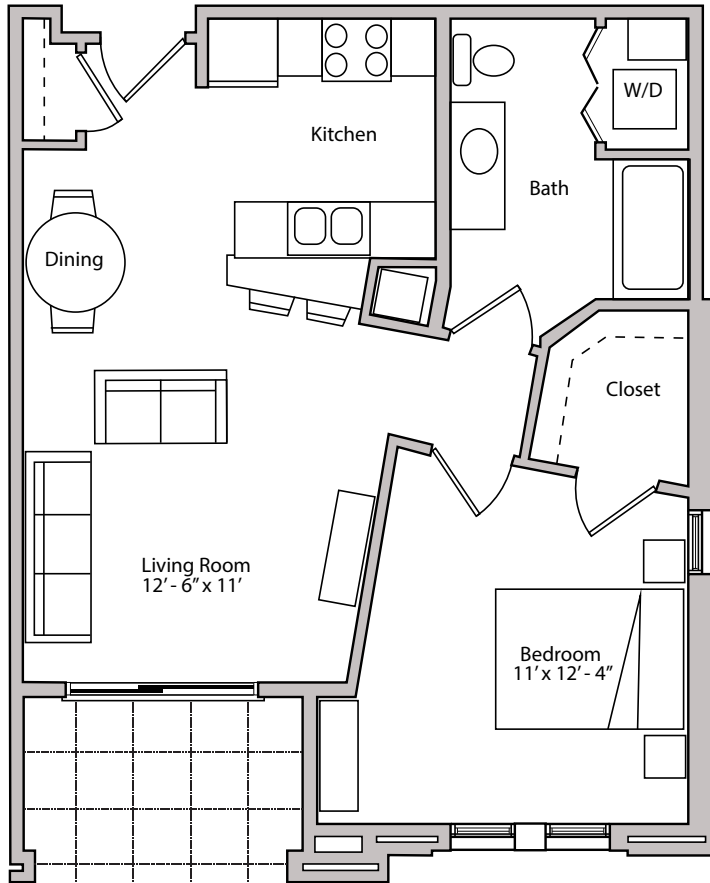 W/D
Kitchen
Bath
Dining
Closet
Living Room
12’ - 6” x 11’
Bedroom
11’ x 12’ - 4”